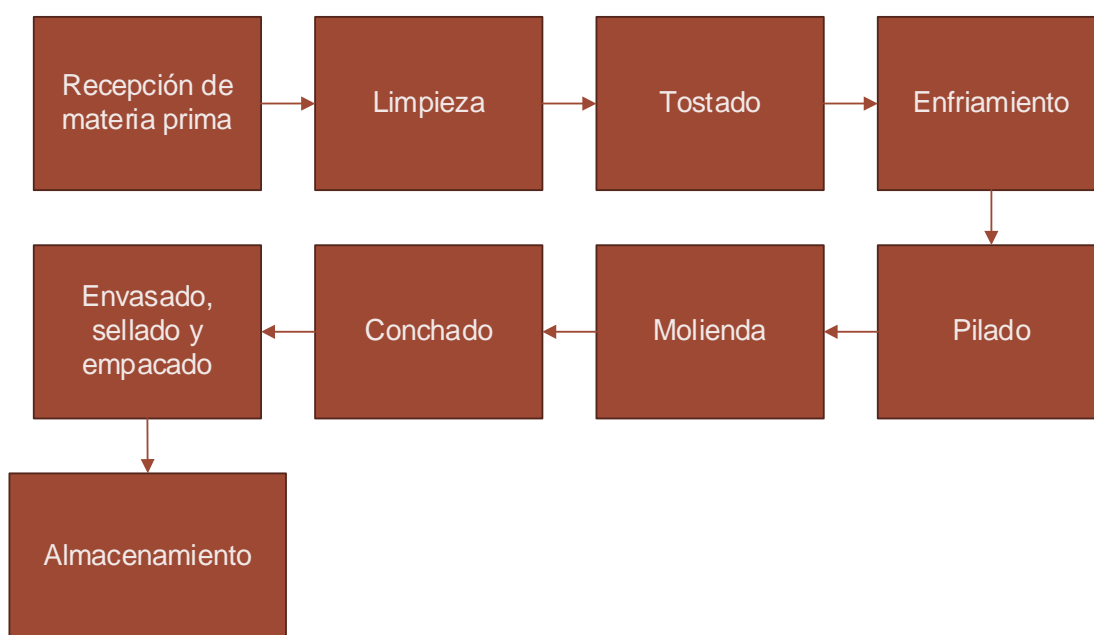 Recepción de
materia prima
Limpieza
Tostado
Enfriamiento
Pilado
Molienda
Conchado
Envasado,
sellado y
empacado
Almacenamiento